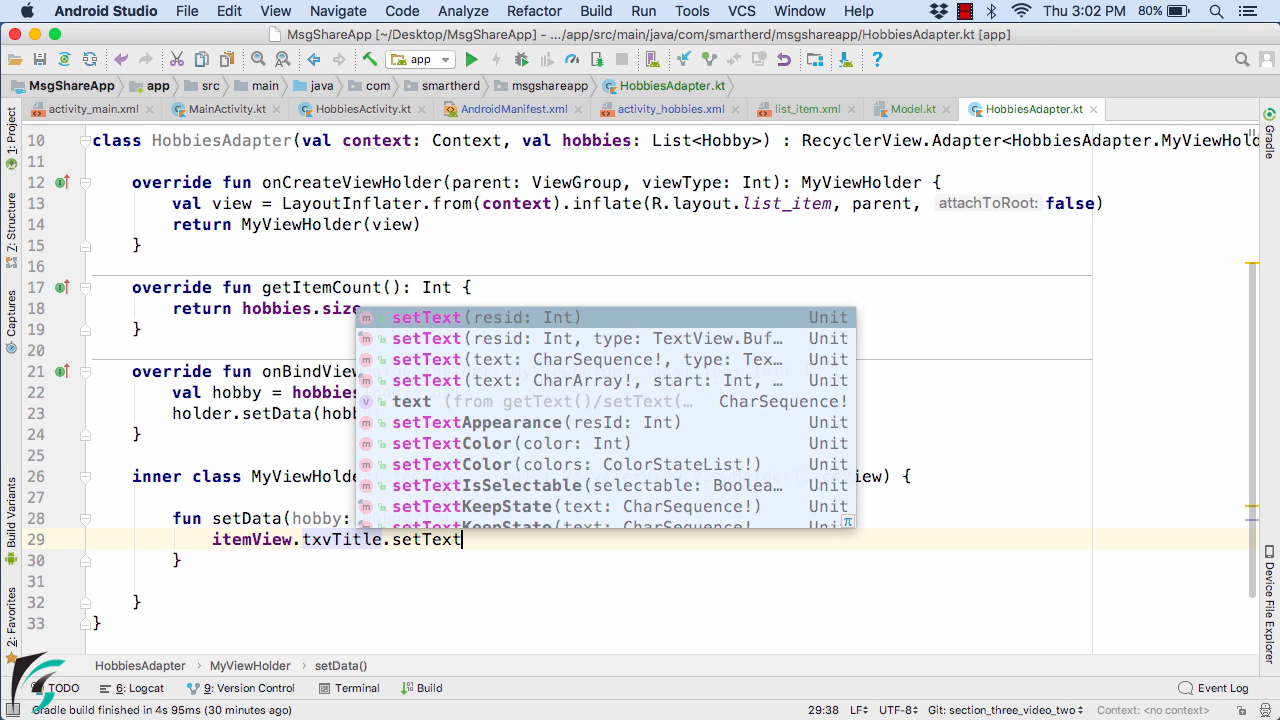 Android Studio File Edit View Navigate Code Analyze Refactor Build Run Tools VCS Window Help Thu 3:02 PM 80%
MsgShareApp [~/Desktop/MsgShareApp] - .../app/src/main/java/com/smartherd/msgshareapp/HobbiesAdapter.kt [app]
app
MsgShareApp app src main java com smartherd msgshareapp HobbiesAdapter.kt
activity_main.xml MainActivity.kt HobbiesActivity.kt AndroidManifest.xml activity_hobbies.xml list_item.xml Model.kt HobbiesAdapter.kt
1: Project
7: Structure
Captures
Build Variants
2: Favorites
10 class HobbiesAdapter(val context: Context, val hobbies: List<Hobby>) : RecyclerView.Adapter<HobbiesAdapter.MyViewHold
11
12 override fun onCreateViewHolder(parent: ViewGroup, viewType: Int): MyViewHolder {
13 val view = LayoutInflater.from(context).inflate(R.layout.list_item, parent, attachToRoot: false)
14 return MyViewHolder(view)
15 }
16
17 override fun getItemCount(): Int {
18 return hobbies.size
19 }
20
21 override fun onBindView
22 val hobby = hobbies
23 holder.setData(hobb
24 }
25
26 inner class MyViewHolde iew) {
27
28 fun setData(hobby:
29 itemView.txvTitle.setText
30 }
31
32 }
33 }
setText(resid: Int) Unit
setText(resid: Int, type: TextView.Buf… Unit
setText(text: CharSequence!, type: Tex… Unit
setText(text: CharArray!, start: Int, … Unit
text (from getText()/setText(… CharSequence!
setTextAppearance(resId: Int) Unit
setTextColor(color: Int) Unit
setTextColor(colors: ColorStateList!) Unit
setTextIsSelectable(selectable: Boolea… Unit
setTextKeepState(text: CharSequence!) Unit
setTextKeepState(text: CharSequence! Unit
π
Gradle
Device File Explorer
HobbiesAdapter MyViewHolder setData()
TODO 6: Logcat 9: Version Control Terminal Build Event Log
Gradle build finished in 4s 95ms (30 minutes ago) 29:38 LF÷ UTF-8÷ Git: section_three_video_two÷ Context: <no context>